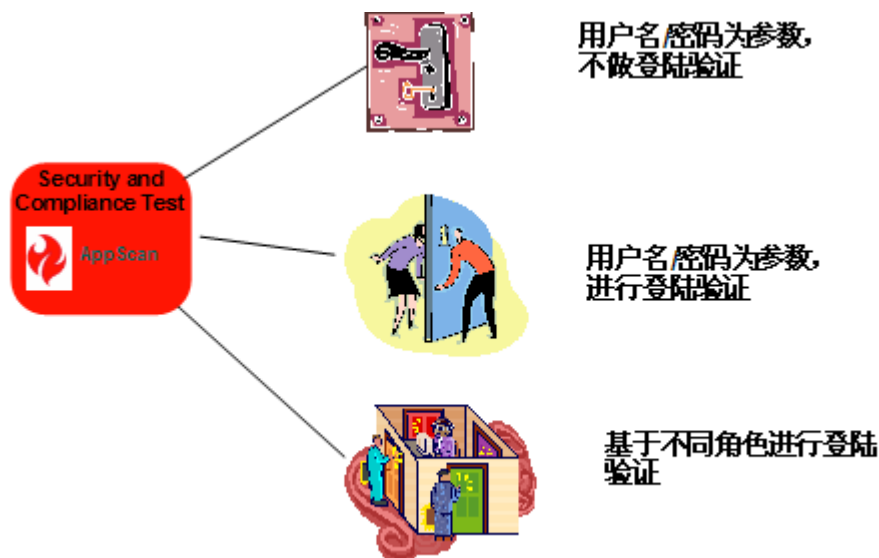 用户名/密码为参数，
不做登陆验证
Security and
Compliance Test
AppScan
用户名/密码为参数，
进行登陆验证
基于不同角色进行登陆
验证